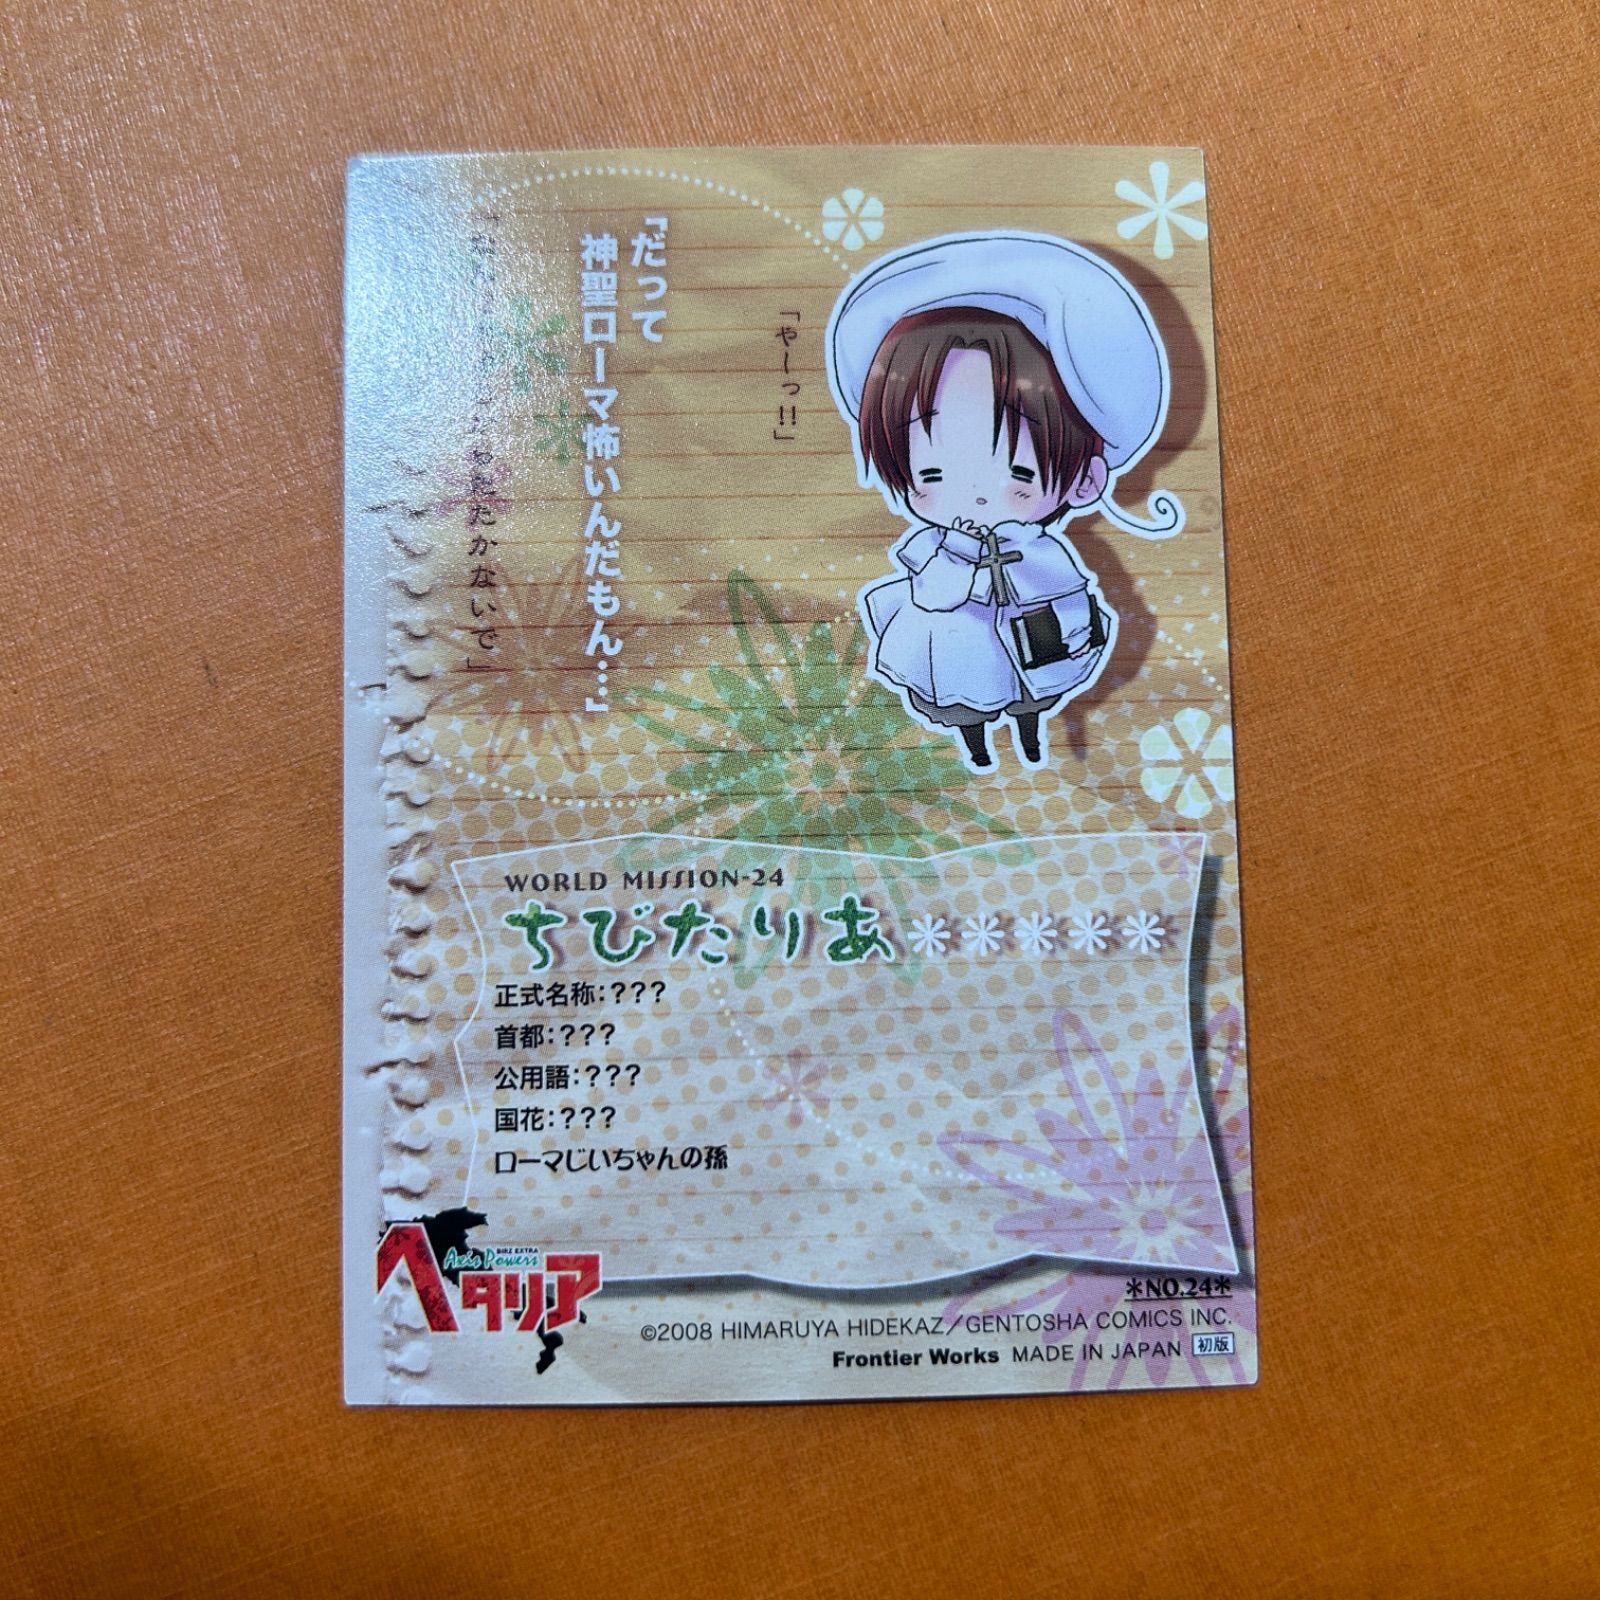 「やーっ!!」
「だって
神聖ローマ怖いんだもん…」
たたかないで」
WORLD MISSION-24
ちびたりあ*****
正式名称:???
首都:???
公用語:???
国花:???
ローマじいちゃんの孫
BIRZ EXTRA
Axis Powers
ヘタリア
*NO.24*
©2008 HIMARUYA HIDEKAZ/GENTOSHA COMICS INC.
Frontier Works MADE IN JAPAN 初版